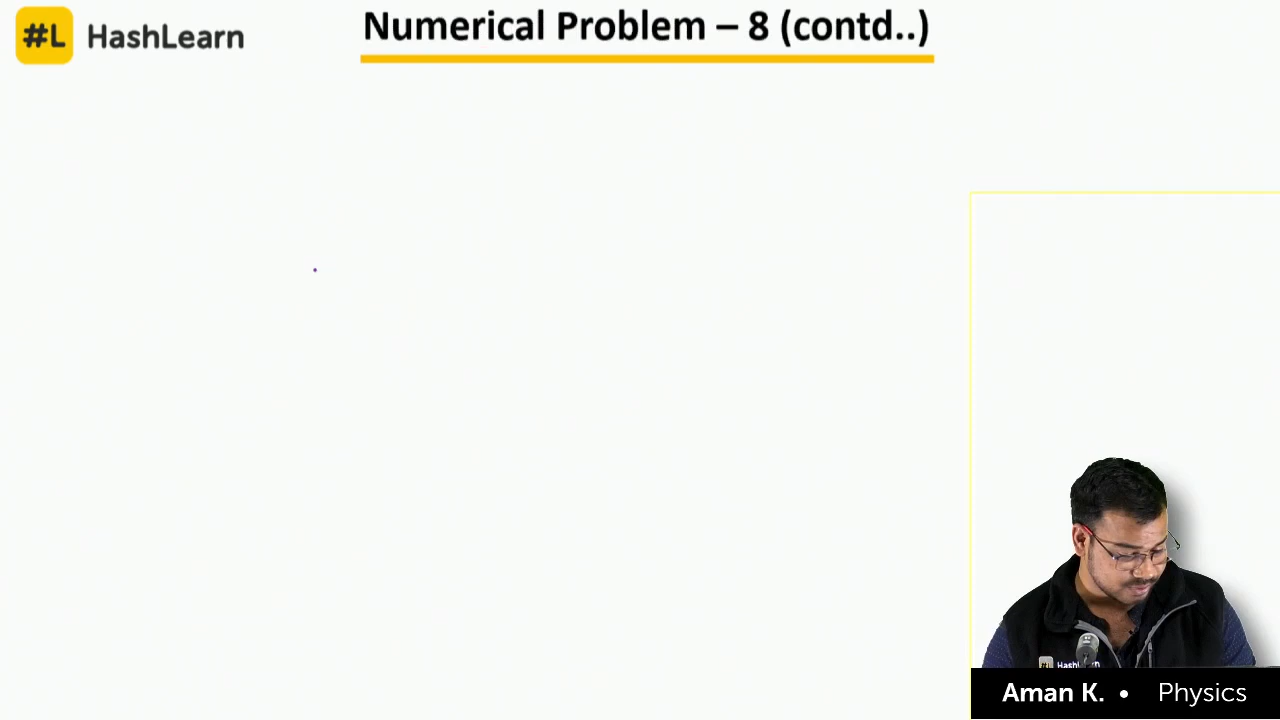 #L HashLearn
Numerical Problem – 8 (contd..)
Aman K. • Physics